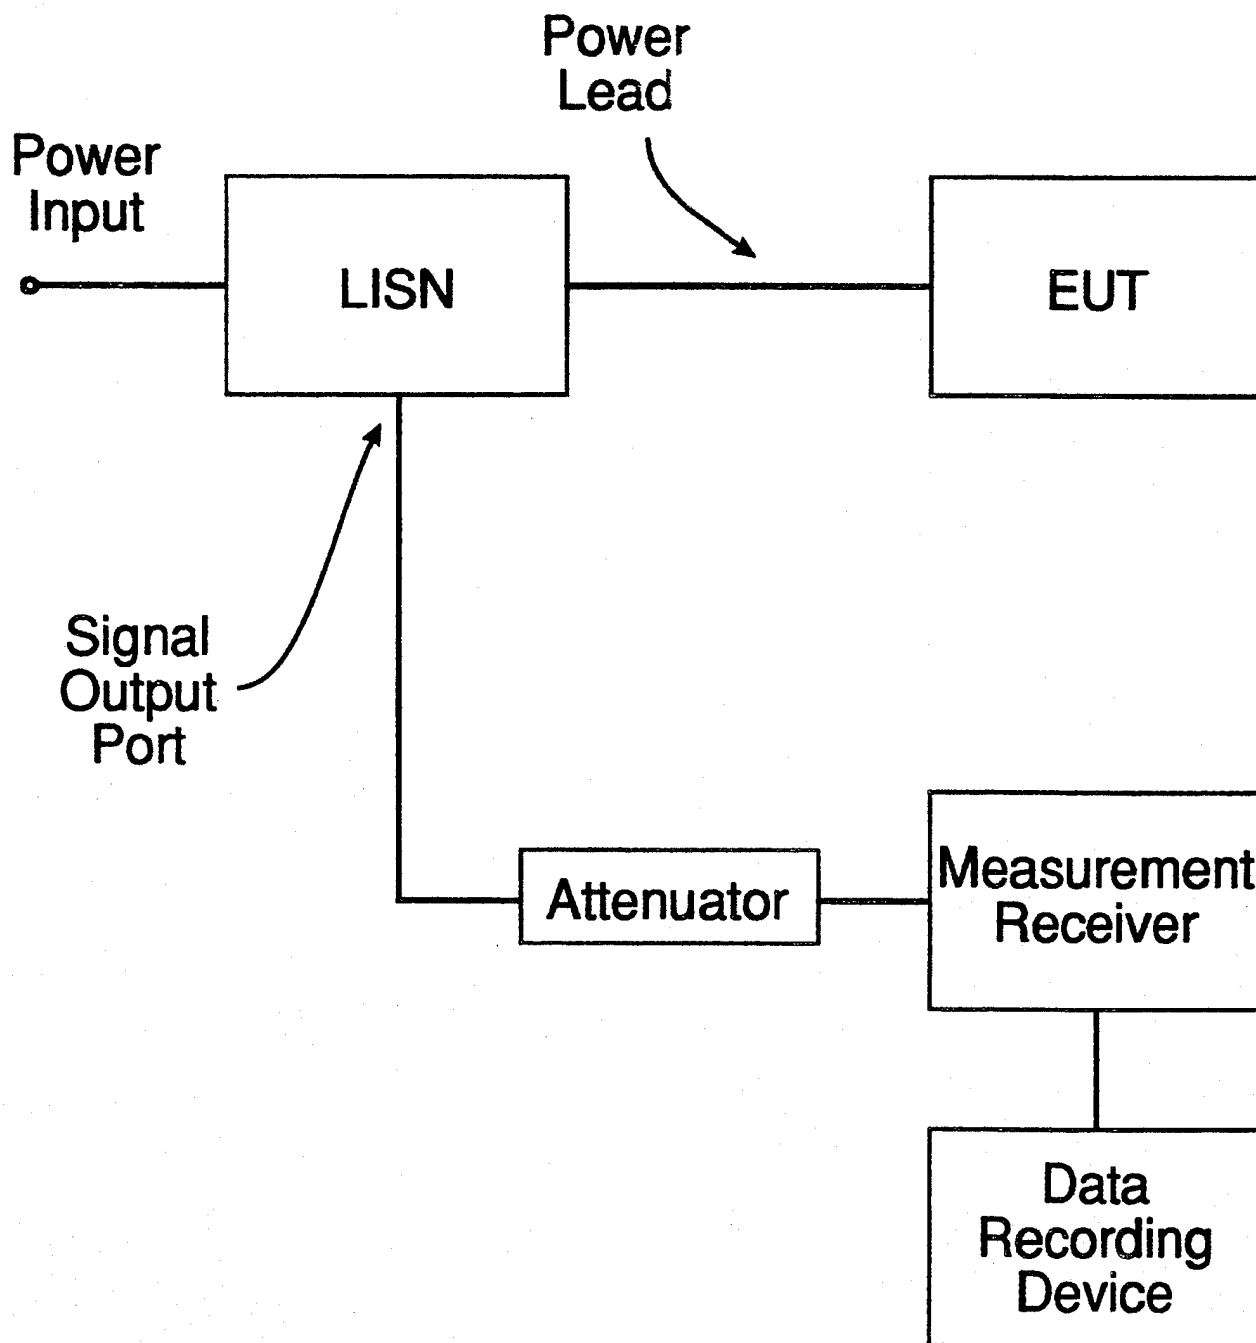 Power
Lead
Power
Input
LISN
EUT
Signal
Output
Port
Attenuator
Measurement
Receiver
Data
Recording
Device